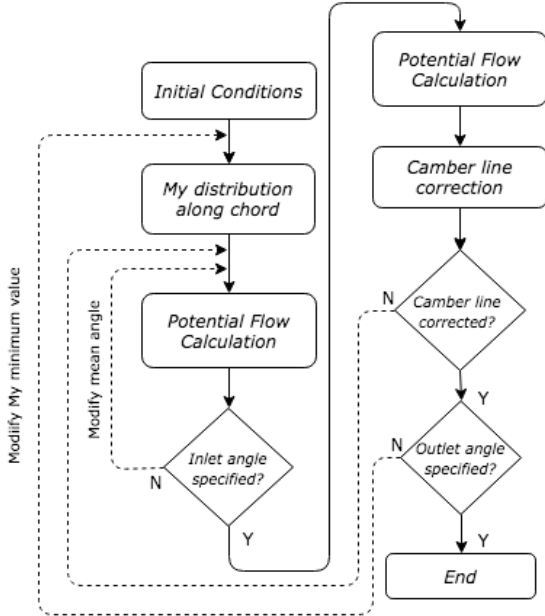 Initial Conditions
My distribution
along chord
Potential Flow
Calculation
Inlet angle
specified?
N
Y
Modify mean angle
Modiify My minimum value
Potential Flow
Calculation
Camber line
correction
Camber line
corrected?
N
Y
Outlet angle
specified?
N
Y
End